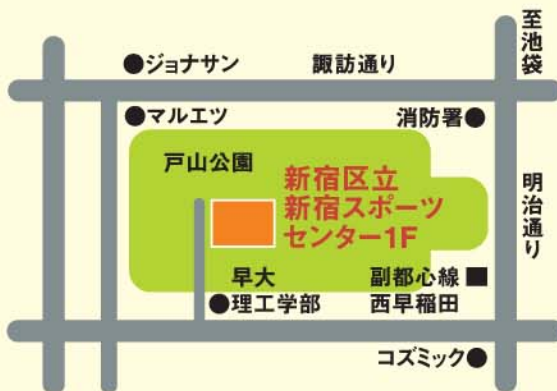 至池袋
●ジョナサン
諏訪通り
●マルエツ
消防署●
戸山公園
新宿区立
新宿スポーツ
センター1F
明治通り
早大
●理工学部
副都心線■
西早稲田
コズミック●